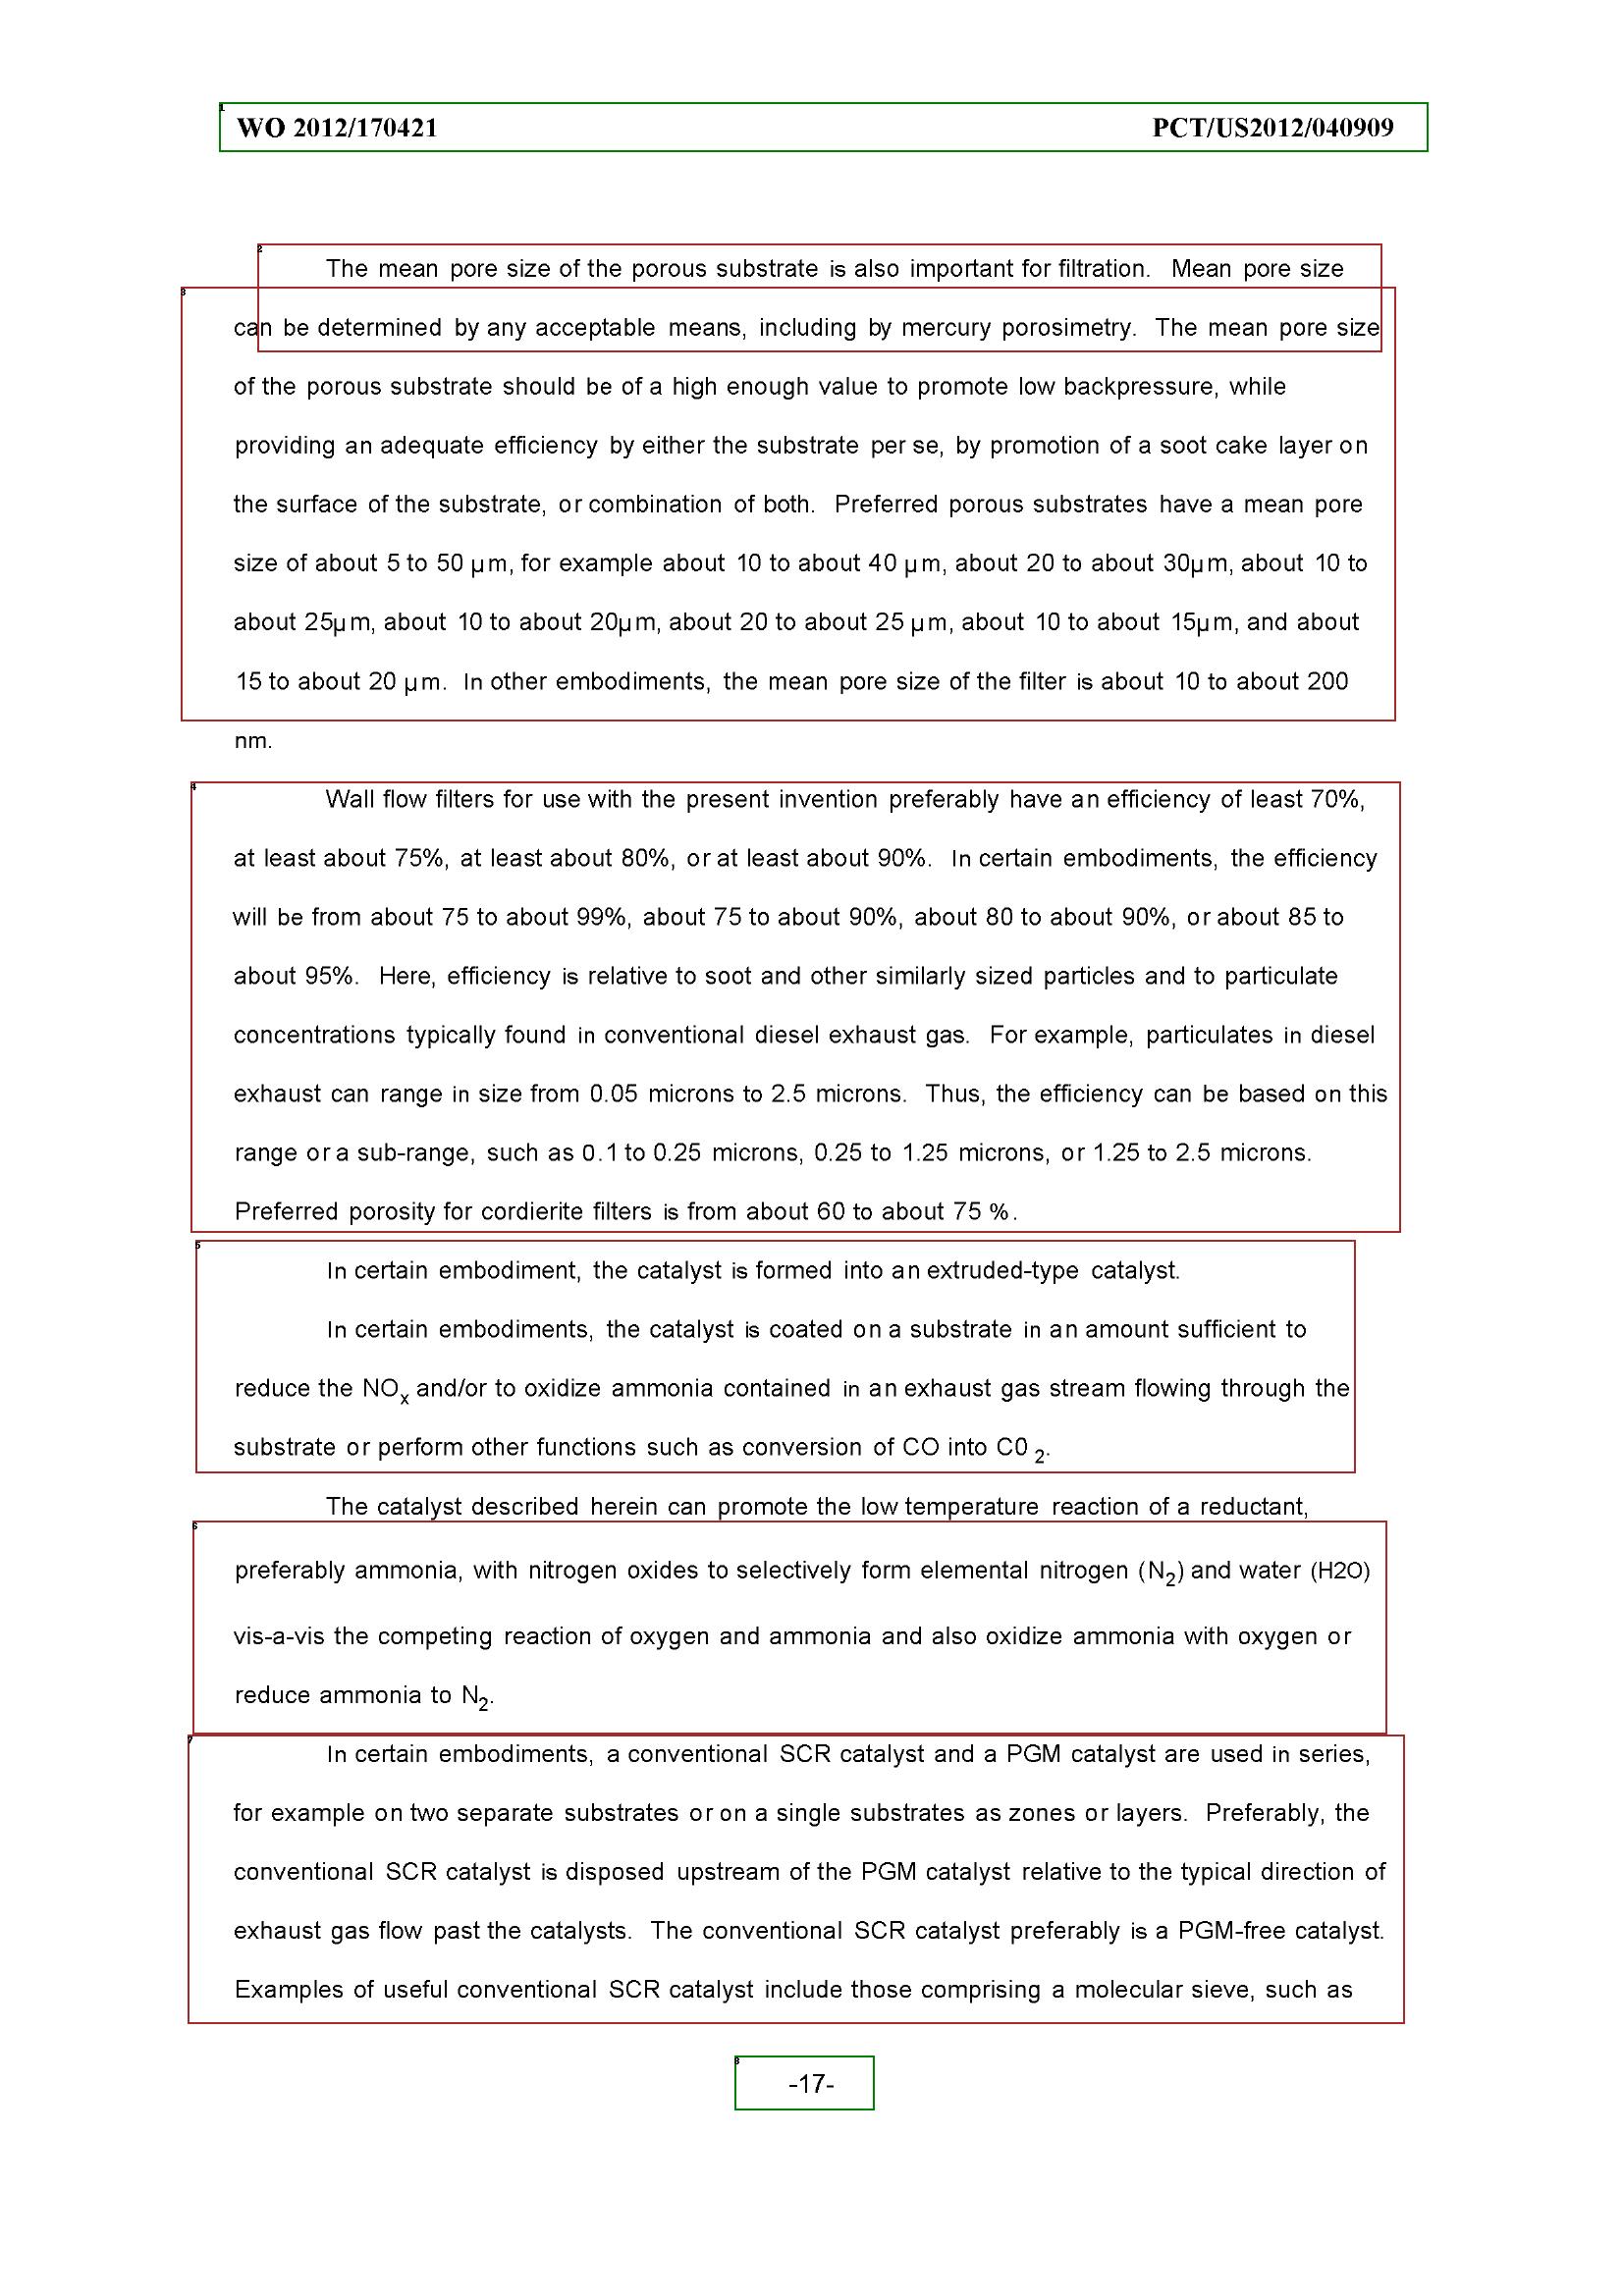 WO 2012/170421 PCT/US2012/040909
The mean pore size of the porous substrate is also important for filtration. Mean pore size
can be determined by any acceptable means, including by mercury porosimetry. The mean pore size
of the porous substrate should be of a high enough value to promote low backpressure, while
providing an adequate efficiency by either the substrate per se, by promotion of a soot cake layer on
the surface of the substrate, or combination of both. Preferred porous substrates have a mean pore
size of about 5 to 50 µm, for example about 10 to about 40 µm, about 20 to about 30µm, about 10 to
about 25µm, about 10 to about 20µm, about 20 to about 25 µm, about 10 to about 15µm, and about
15 to about 20 µm. In other embodiments, the mean pore size of the filter is about 10 to about 200
nm.
Wall flow filters for use with the present invention preferably have an efficiency of least 70%,
at least about 75%, at least about 80%, or at least about 90%. In certain embodiments, the efficiency
will be from about 75 to about 99%, about 75 to about 90%, about 80 to about 90%, or about 85 to
about 95%. Here, efficiency is relative to soot and other similarly sized particles and to particulate
concentrations typically found in conventional diesel exhaust gas. For example, particulates in diesel
exhaust can range in size from 0.05 microns to 2.5 microns. Thus, the efficiency can be based on this
range or a sub-range, such as 0.1 to 0.25 microns, 0.25 to 1.25 microns, or 1.25 to 2.5 microns.
Preferred porosity for cordierite filters is from about 60 to about 75 %.
In certain embodiment, the catalyst is formed into an extruded-type catalyst.
In certain embodiments, the catalyst is coated on a substrate in an amount sufficient to
reduce the NOx and/or to oxidize ammonia contained in an exhaust gas stream flowing through the
substrate or perform other functions such as conversion of CO into C0 2.
The catalyst described herein can promote the low temperature reaction of a reductant,
preferably ammonia, with nitrogen oxides to selectively form elemental nitrogen (N2) and water (H2O)
vis-a-vis the competing reaction of oxygen and ammonia and also oxidize ammonia with oxygen or
reduce ammonia to N2.
In certain embodiments, a conventional SCR catalyst and a PGM catalyst are used in series,
for example on two separate substrates or on a single substrates as zones or layers. Preferably, the
conventional SCR catalyst is disposed upstream of the PGM catalyst relative to the typical direction of
exhaust gas flow past the catalysts. The conventional SCR catalyst preferably is a PGM-free catalyst.
Examples of useful conventional SCR catalyst include those comprising a molecular sieve, such as
-17-